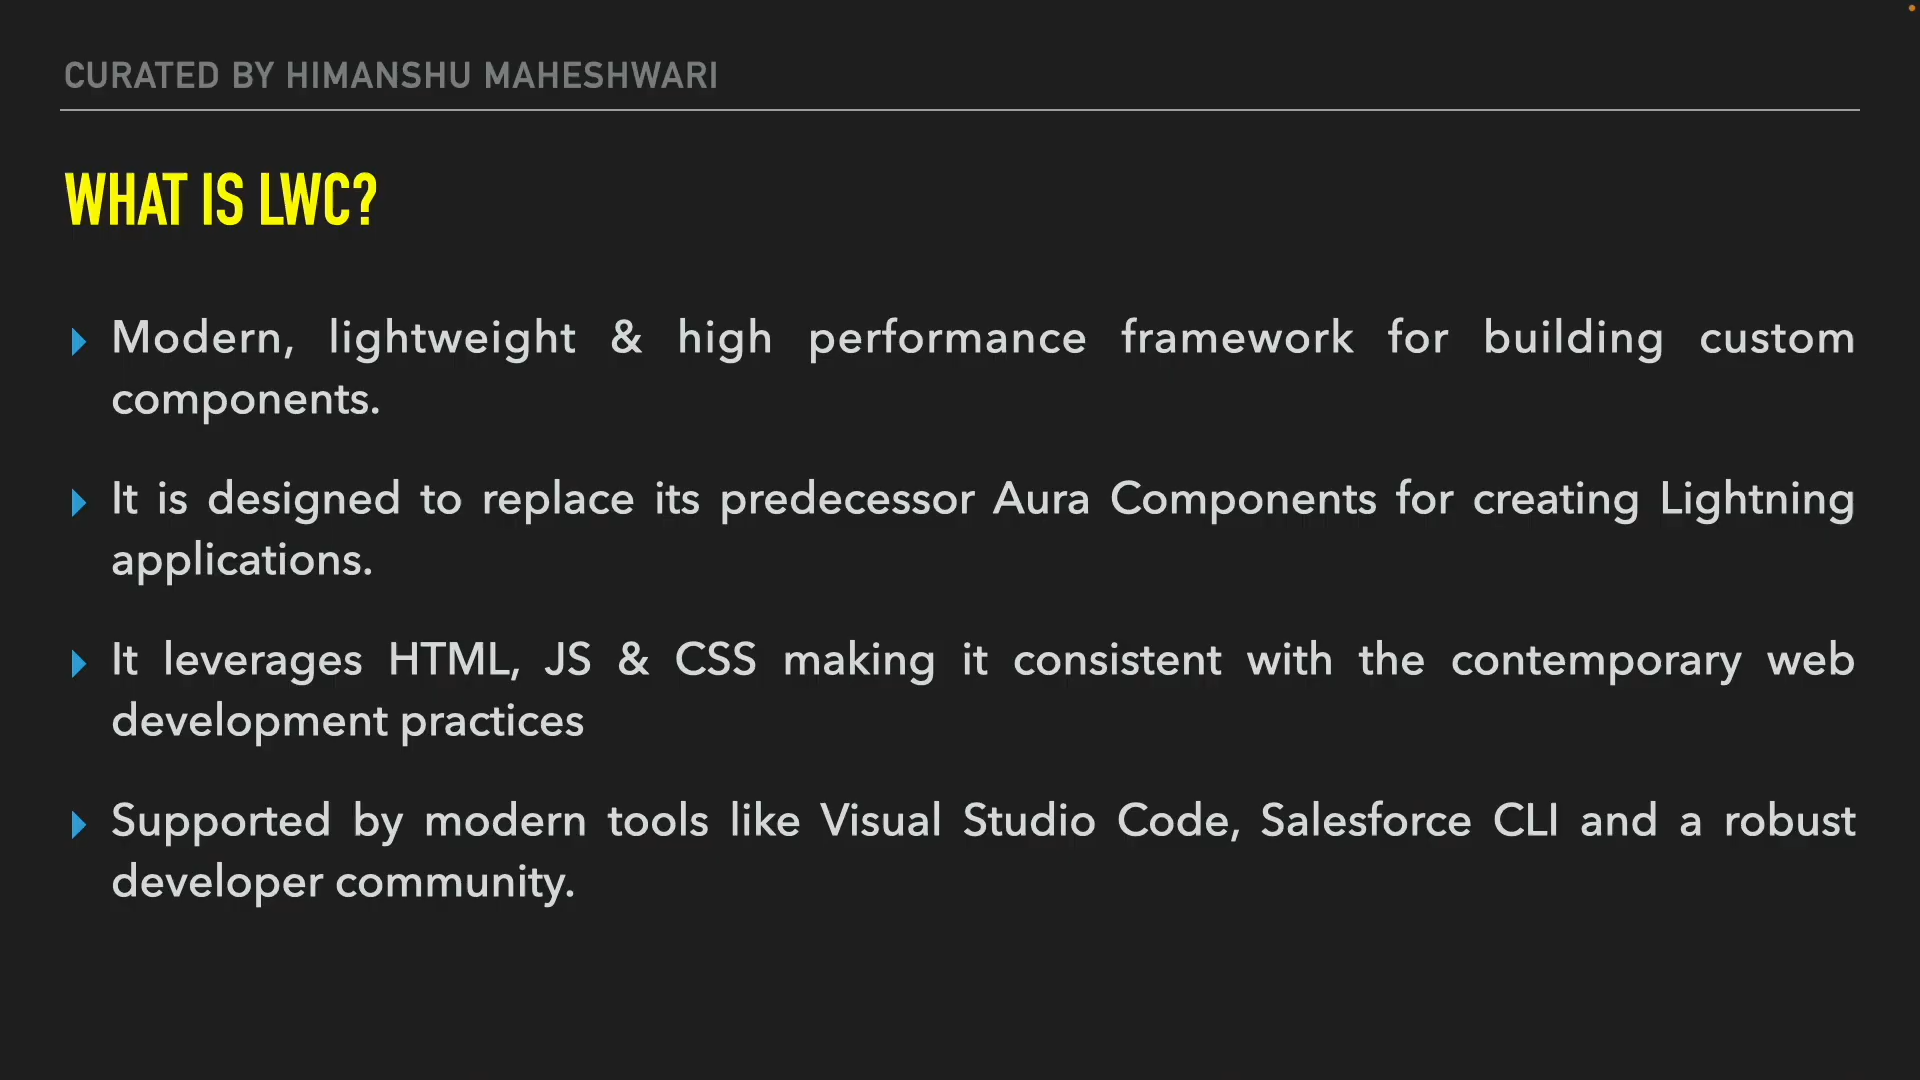 CURATED BY HIMANSHU MAHESHWARI
WHAT IS LWC?
Modern, lightweight & high performance framework for building custom
components.
It is designed to replace its predecessor Aura Components for creating Lightning
applications.
It leverages HTML, JS & CSS making it consistent with the contemporary web
development practices
Supported by modern tools like Visual Studio Code, Salesforce CLI and a robust
developer community.